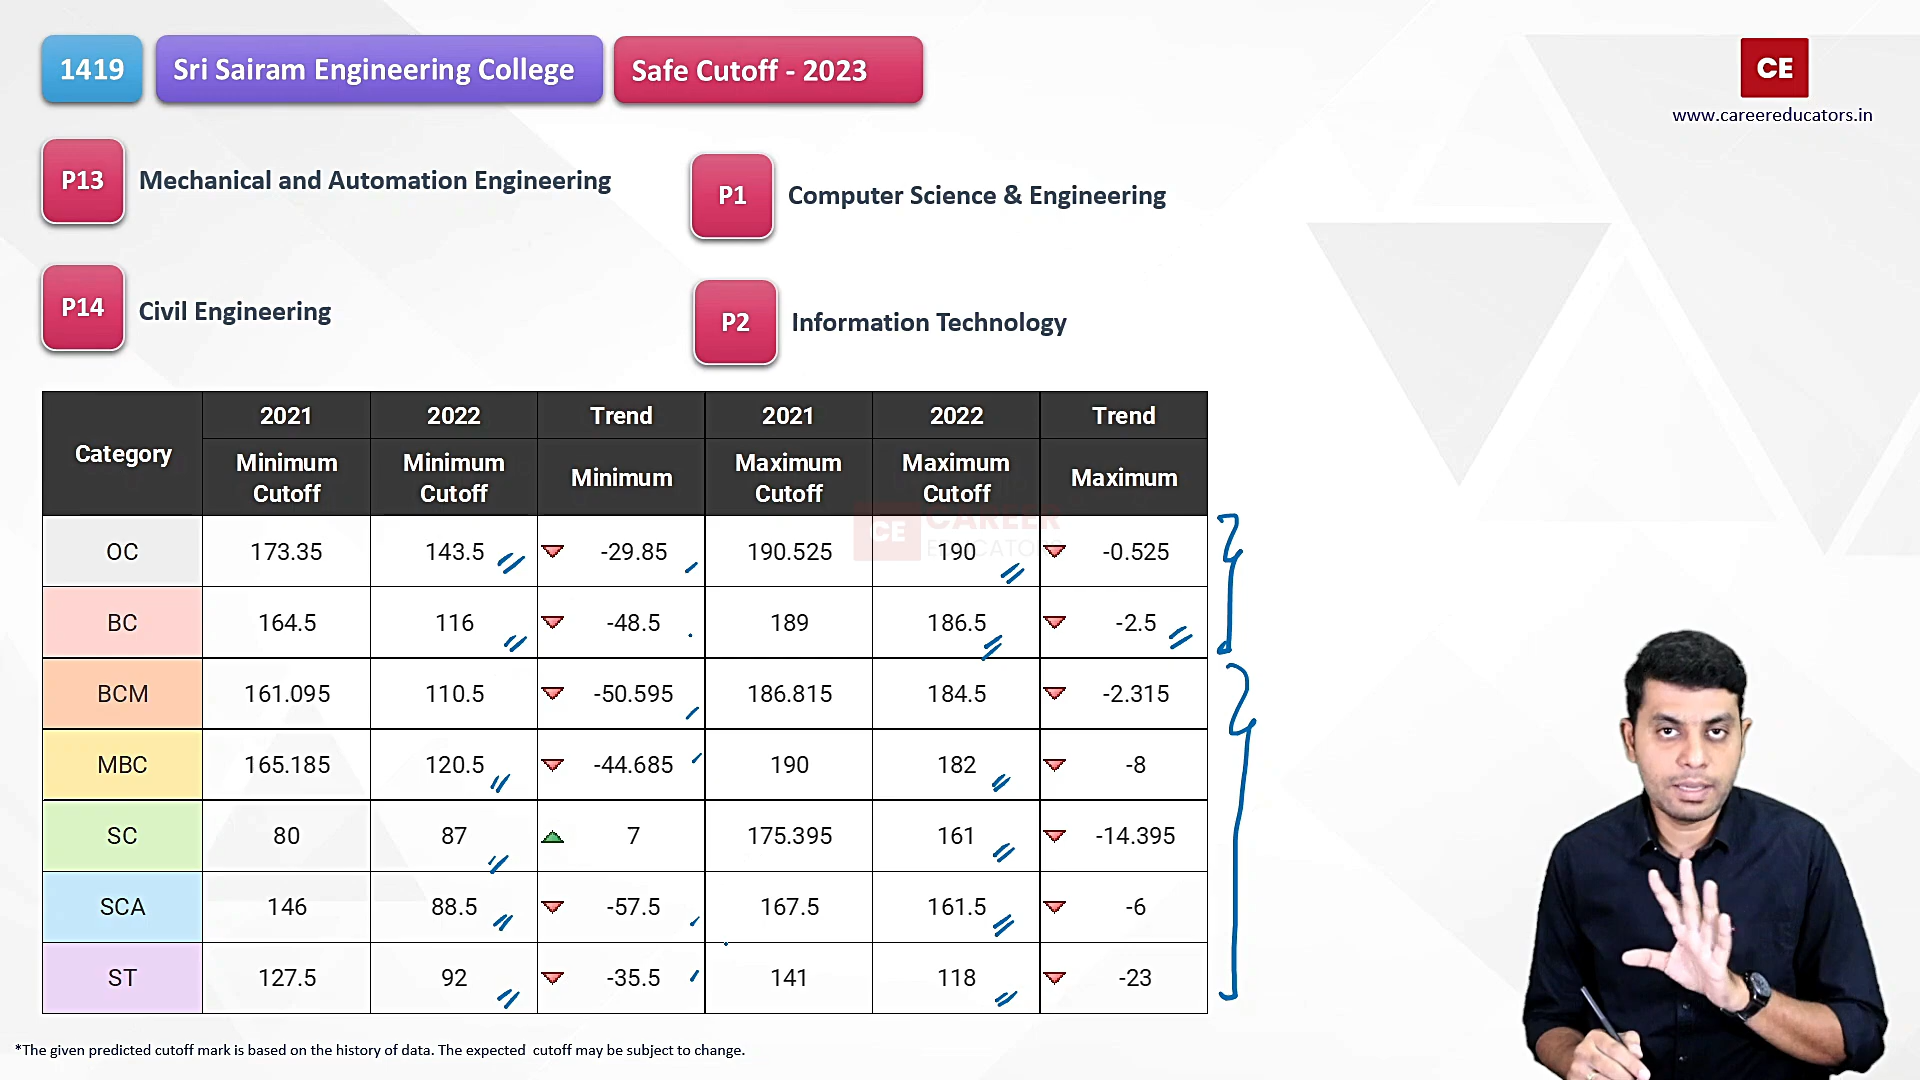 1419
Sri Sairam Engineering College
Safe Cutoff - 2023
CE
www.careereducators.in
P13
Mechanical and Automation Engineering
P1
Computer Science & Engineering
P14
Civil Engineering
P2
Information Technology
Category 2021 2022 Trend 2021 2022 Trend
Minimum Cutoff Minimum Cutoff Minimum Maximum Cutoff Maximum Cutoff Maximum
OC 173.35 143.5 -29.85 190.525 190 -0.525
BC 164.5 116 -48.5 189 186.5 -2.5
BCM 161.095 110.5 -50.595 186.815 184.5 -2.315
MBC 165.185 120.5 -44.685 190 182 -8
SC 80 87 7 175.395 161 -14.395
SCA 146 88.5 -57.5 167.5 161.5 -6
ST 127.5 92 -35.5 141 118 -23
CE CAREER
EDUCATORS
*The given predicted cutoff mark is based on the history of data. The expected cutoff may be subject to change.